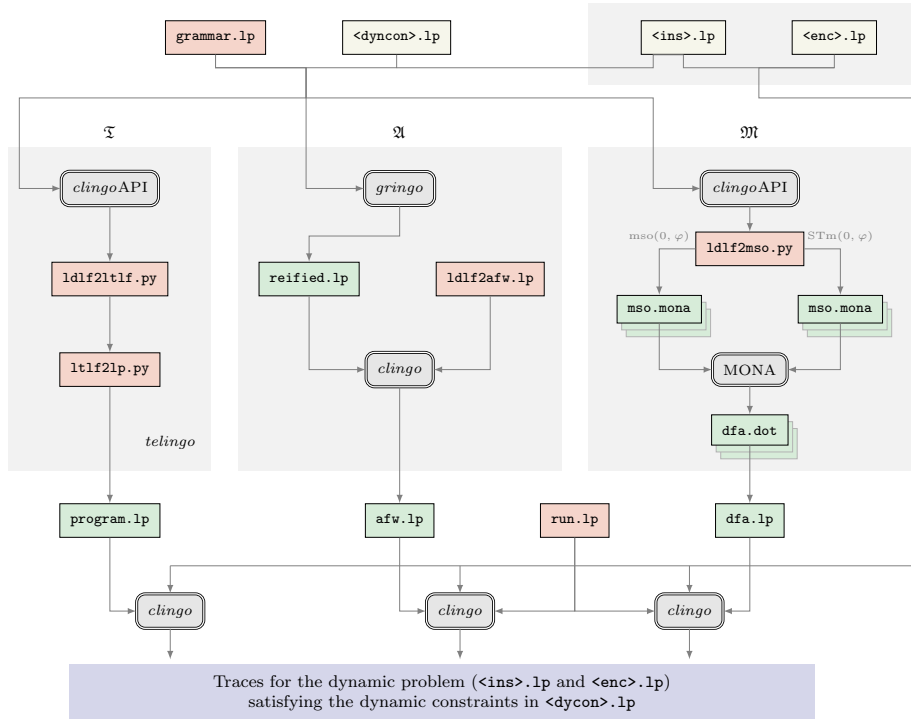 grammar.lp <dyncon>.lp <ins>.lp <enc>.lp
𝔗 𝔄 𝔐
clingoAPI gringo clingoAPI
mso(0, φ) STm(0, φ)
ldlf2mso.py
ldlf2ltlf.py reified.lp ldlf2afw.lp
mso.mona mso.mona
ltlf2lp.py clingo MONA
dfa.dot
telingo
program.lp afw.lp run.lp dfa.lp
clingo clingo clingo
Traces for the dynamic problem (<ins>.lp and <enc>.lp)
satisfying the dynamic constraints in <dycon>.lp